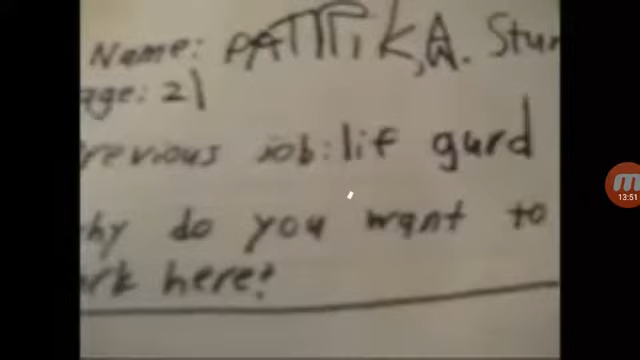 Name: PATTRIK, A. Stur
age: 21
revious job: lif gurd
hy do you want to
rk here?
13:51